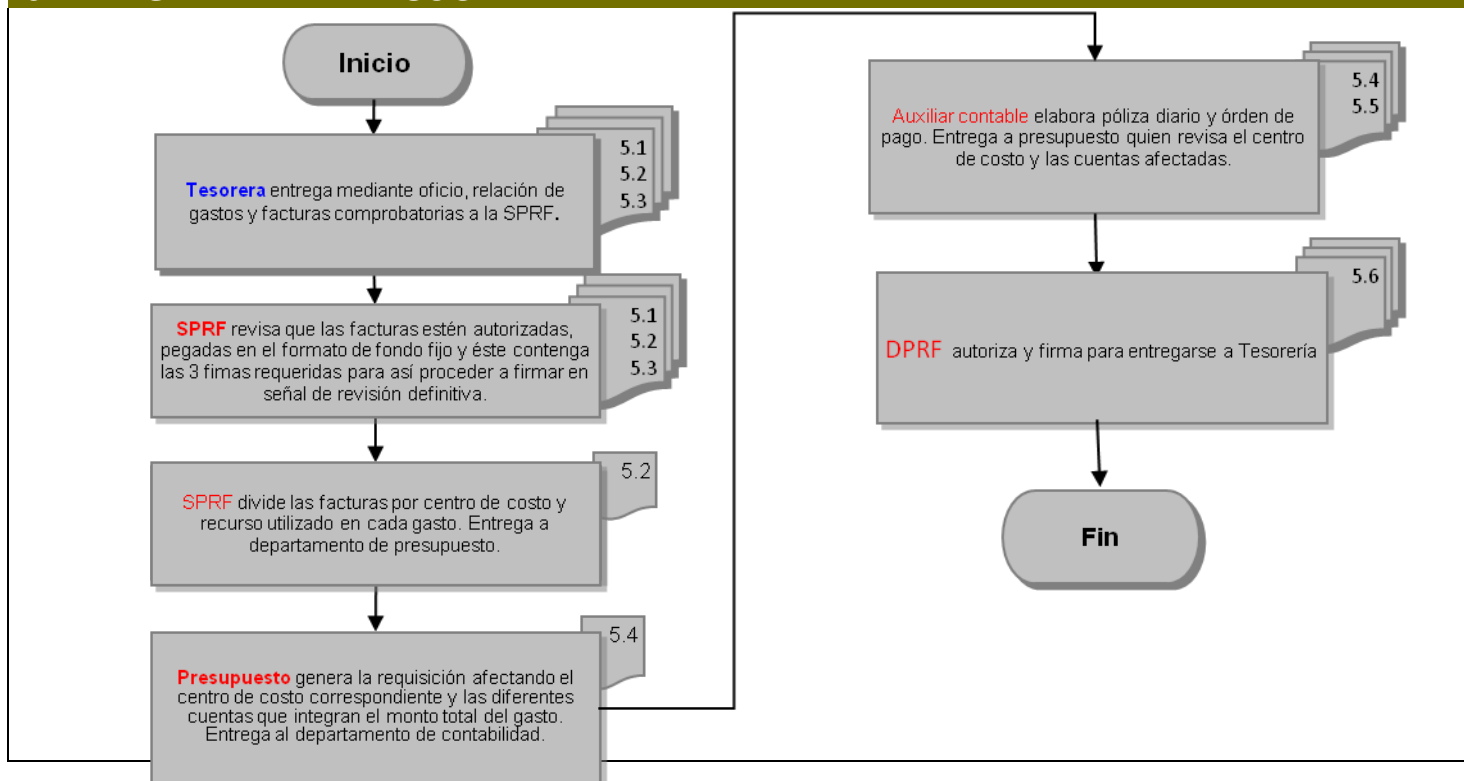 Inicio
5.1
5.2
5.3
Tesorera entrega mediante oficio, relación de
gastos y facturas comprobatorias a la SPRF.
5.1
5.2
5.3
SPRF revisa que las facturas estén autorizadas,
pegadas en el formato de fondo fijo y éste contenga
las 3 fimas requeridas para así proceder a firmar en
señal de revisión definitiva.
5.2
SPRF divide las facturas por centro de costo y
recurso utilizado en cada gasto. Entrega a
departamento de presupuesto.
5.4
Presupuesto genera la requisición afectando el
centro de costo correspondiente y las diferentes
cuentas que integran el monto total del gasto.
Entrega al departamento de contabilidad.
5.4
5.5
Auxiliar contable elabora póliza diario y órden de
pago. Entrega a presupuesto quien revisa el centro
de costo y las cuentas afectadas.
5.6
DPRF autoriza y firma para entregarse a Tesorería
Fin